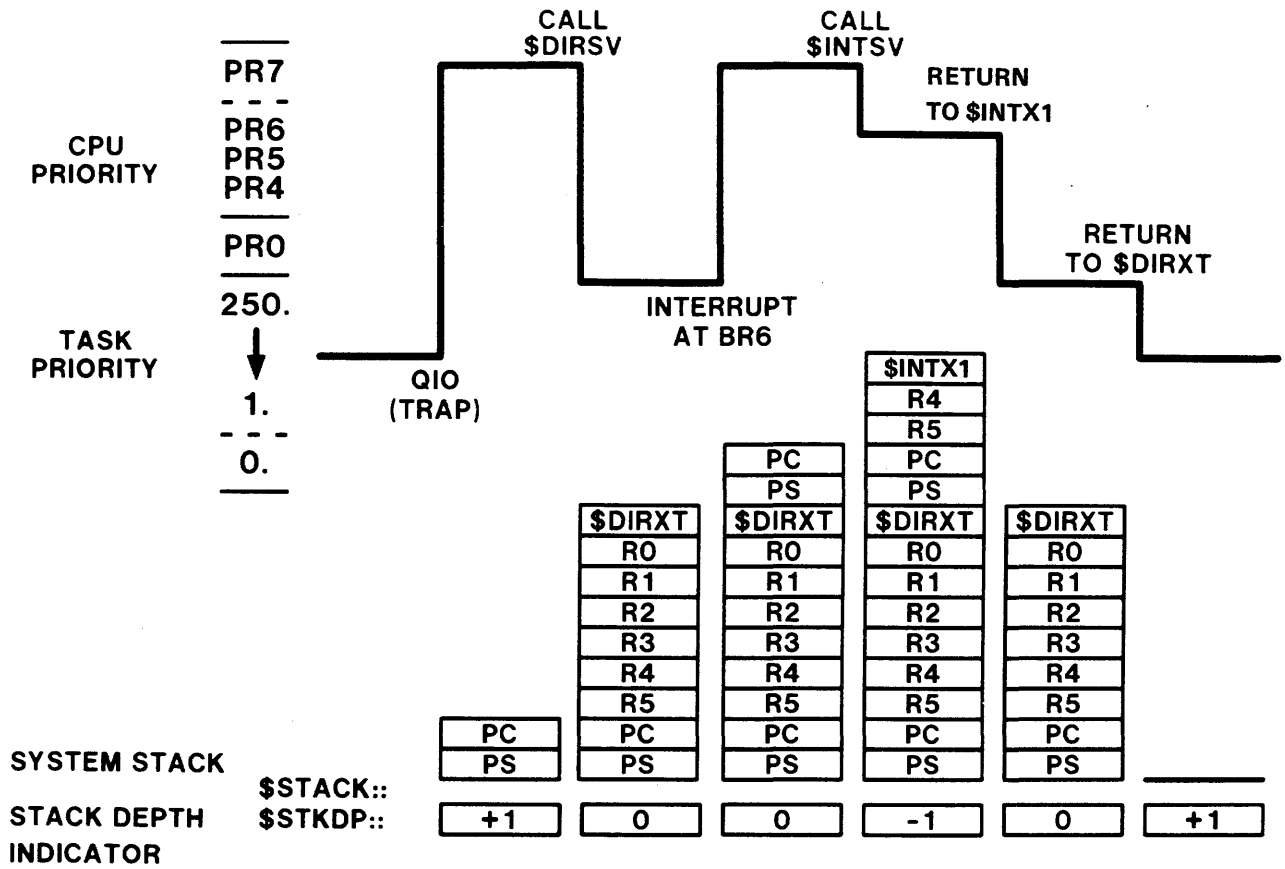 CALL
$DIRSV
CALL
$INTSV
RETURN
TO $INTX1
RETURN
TO $DIRXT
CPU
PRIORITY
PR7
PR6
PR5
PR4
PR0
TASK
PRIORITY
250.
1.
0.
QIO
(TRAP)
INTERRUPT
AT BR6
PC
PS
$DIRXT
R0
R1
R2
R3
R4
R5
PC
PS
PC
PS
$DIRXT
R0
R1
R2
R3
R4
R5
PC
PS
$INTX1
R4
R5
PC
PS
$DIRXT
R0
R1
R2
R3
R4
R5
PC
PS
$DIRXT
R0
R1
R2
R3
R4
R5
PC
PS
SYSTEM STACK
$STACK::
STACK DEPTH
INDICATOR
$STKDP::
+1
0
0
-1
0
+1